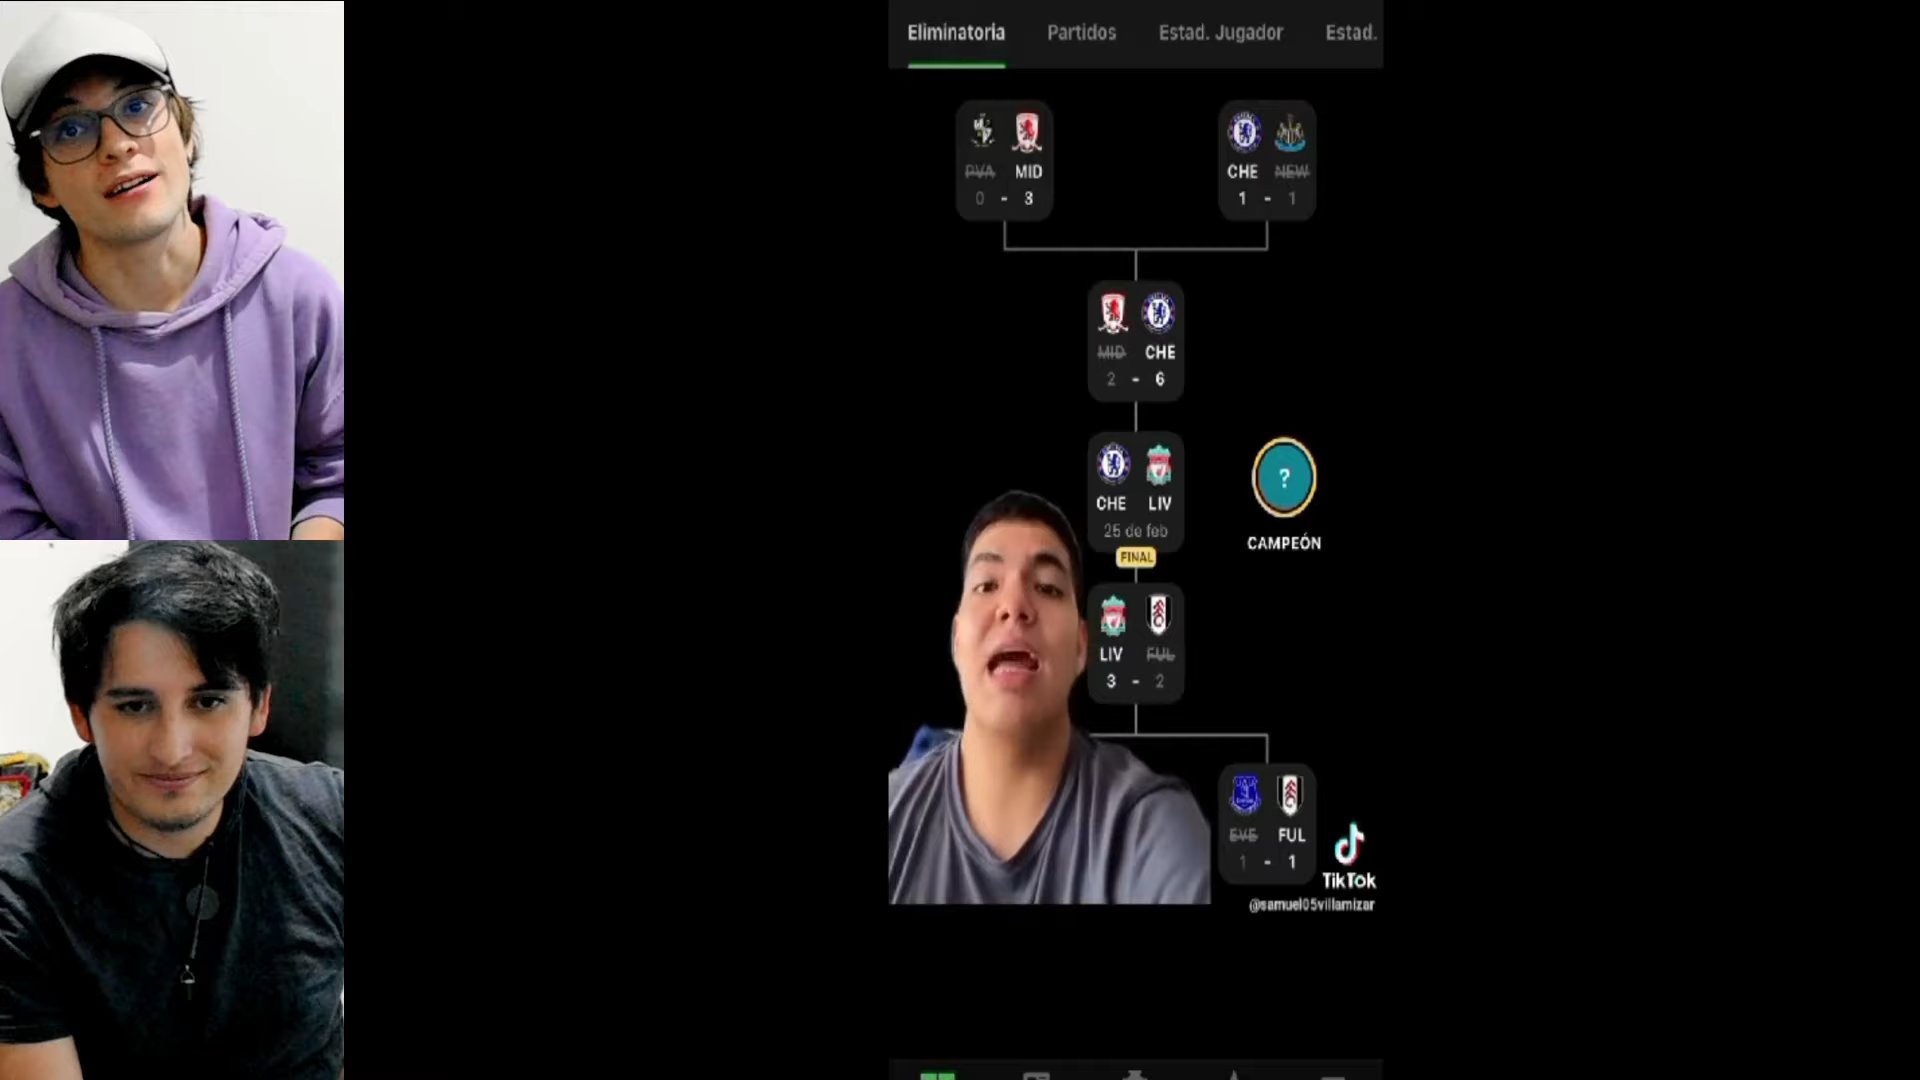 Eliminatoria Partidos Estad. Jugador Estad.
PVA MID
0 - 3
CHE NEW
1 - 1
MID CHE
2 - 6
CHE LIV
25 de feb
FINAL
?
CAMPEÓN
LIV FUL
3 - 2
EVE FUL
1 - 1
TikTok
@samuel05villamizar